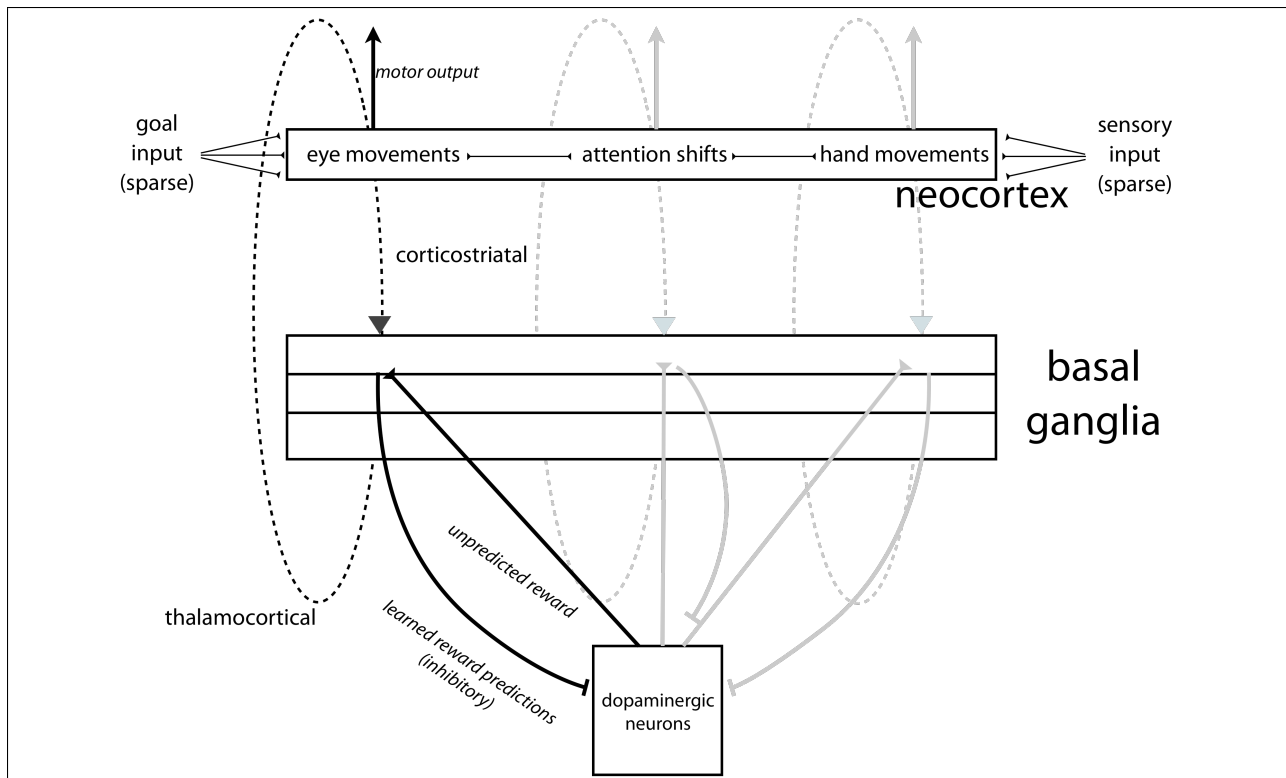 motor output
goal
input
(sparse)
eye movements
attention shifts
hand movements
sensory
input
(sparse)
neocortex
corticostriatal
basal
ganglia
unpredicted reward
learned reward predictions
(inhibitory)
thalamocortical
dopaminergic
neurons